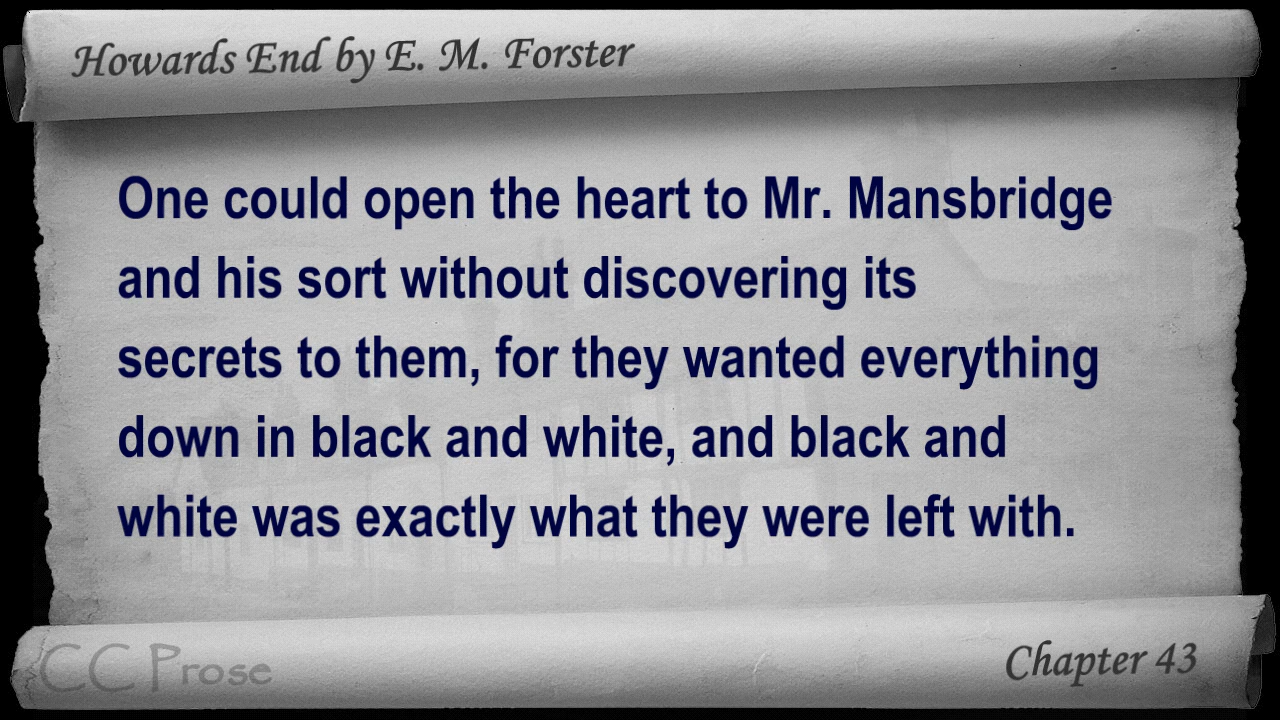 Howards End by E. M. Forster
One could open the heart to Mr. Mansbridge
and his sort without discovering its
secrets to them, for they wanted everything
down in black and white, and black and
white was exactly what they were left with.
CC Prose
Chapter 43